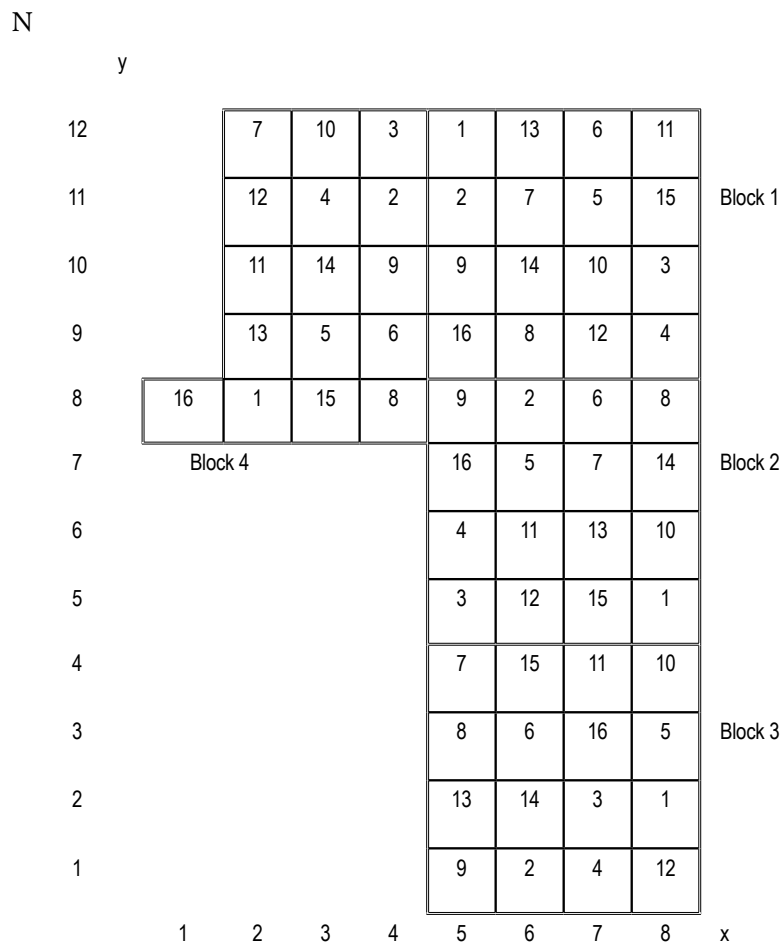 N
y
12 7 10 3 1 13 6 11
11 12 4 2 2 7 5 15 Block 1
10 11 14 9 9 14 10 3
9 13 5 6 16 8 12 4
8 16 1 15 8 9 2 6 8
7 Block 4 16 5 7 14 Block 2
6 4 11 13 10
5 3 12 15 1
4 7 15 11 10
3 8 6 16 5 Block 3
2 13 14 3 1
1 9 2 4 12
1 2 3 4 5 6 7 8 x